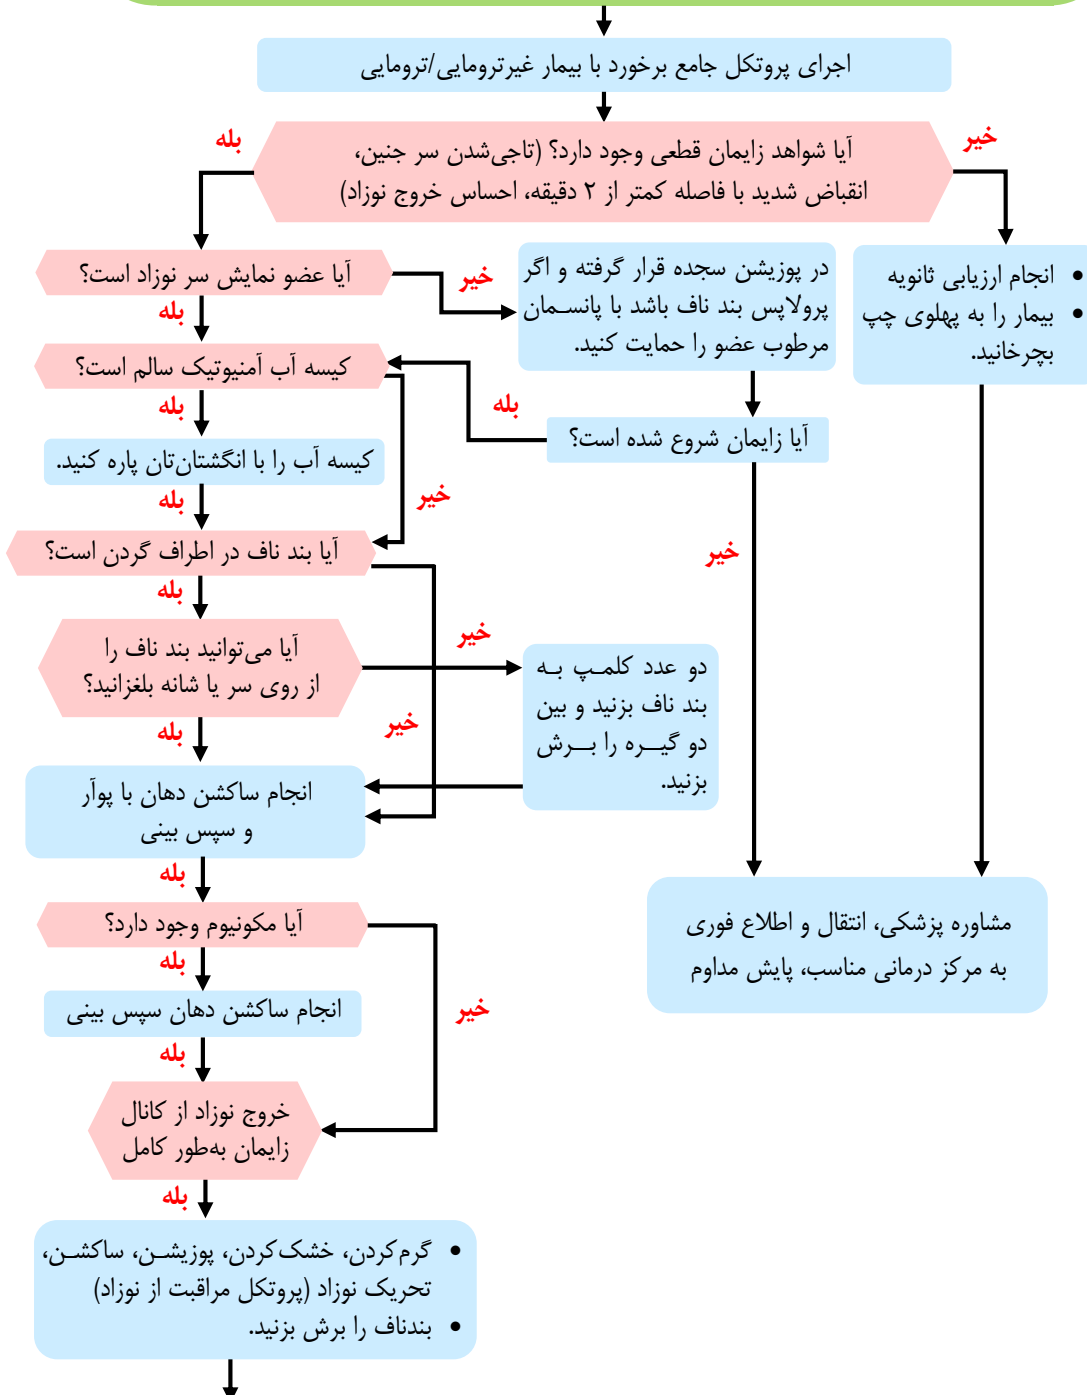 اجرای پروتکل جامع برخورد با بیمار غیرترومایی/ترومایی
خیر
بله
آیا شواهد زایمان قطعی وجود دارد؟ (تاجی‌شدن سر جنین،
انقباض شدید با فاصله کمتر از ۲ دقیقه، احساس خروج نوزاد)
• انجام ارزیابی ثانویه
• بیمار را به پهلوی چپ
بچرخانید.
در پوزیشن سجده قرار گرفته و اگر
پرولاپس بند ناف باشد با پانسمان
مرطوب عضو را حمایت کنید.
خیر
آیا عضو نمایش سر نوزاد است؟
بله
کیسه آب آمنیوتیک سالم است؟
بله
بله
آیا زایمان شروع شده است؟
کیسه آب را با انگشتان‌تان پاره کنید.
خیر
بله
خیر
آیا بند ناف در اطراف گردن است؟
بله
خیر
آیا می‌توانید بند ناف را
از روی سر یا شانه بلغزانید؟
دو عدد کلمپ به
بند ناف بزنید و بین
دو گیره را برش
بزنید.
خیر
بله
انجام ساکشن دهان با پوآر
و سپس بینی
بله
آیا مکونیوم وجود دارد؟
مشاوره پزشکی، انتقال و اطلاع فوری
به مرکز درمانی مناسب، پایش مداوم
بله
خیر
انجام ساکشن دهان سپس بینی
بله
خروج نوزاد از کانال
زایمان به‌طور کامل
بله
• گرم‌کردن، خشک‌کردن، پوزیشن، ساکشن،
تحریک نوزاد (پروتکل مراقبت از نوزاد)
• بندناف را برش بزنید.